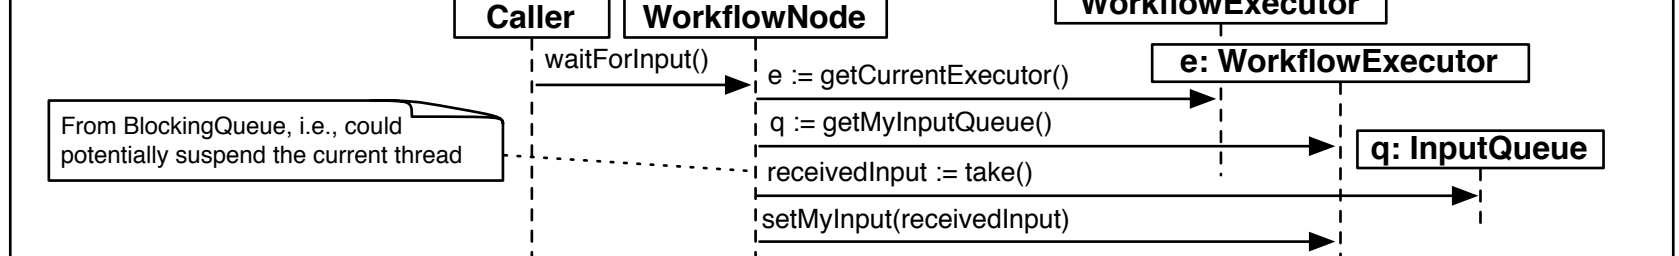 Caller
WorkflowNode
WorkflowExecutor
waitForInput()
e := getCurrentExecutor()
e: WorkflowExecutor
From BlockingQueue, i.e., could
potentially suspend the current thread
q := getMyInputQueue()
q: InputQueue
receivedInput := take()
setMyInput(receivedInput)